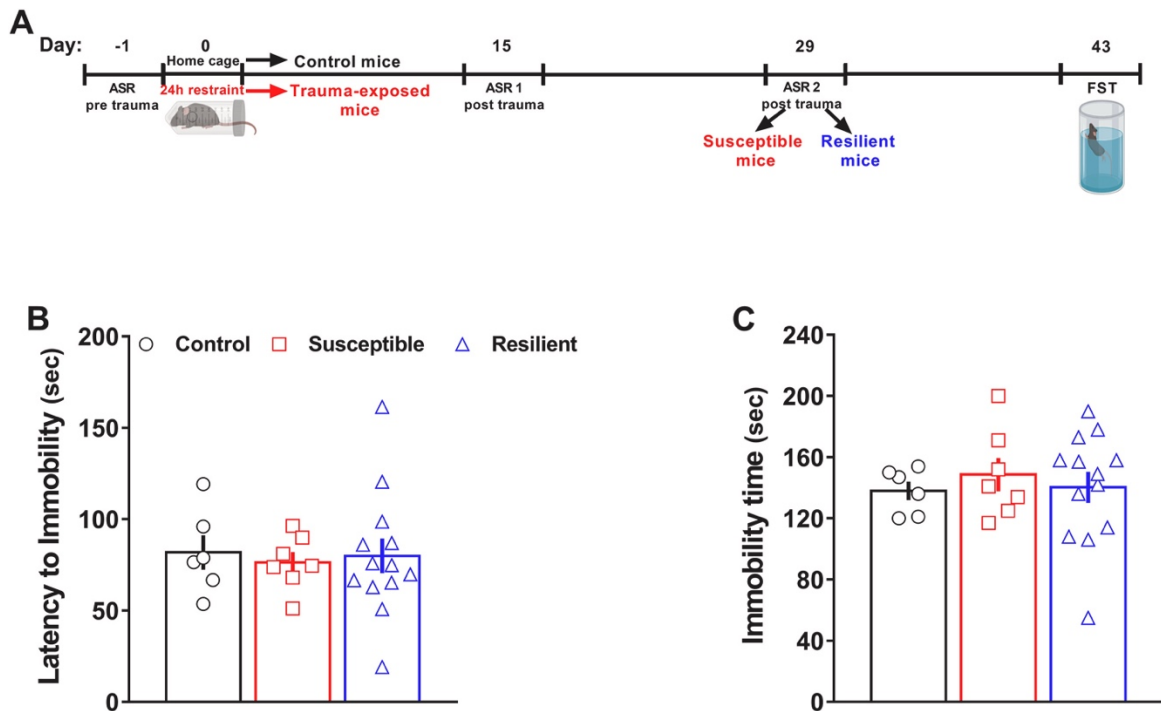 A
Day: -1 0 15 29 43
Home cage Control mice
ASR pre trauma
24h restraint Trauma-exposed mice
ASR 1 post trauma
ASR 2 post trauma
FST
Susceptible mice
Resilient mice
B
Control Susceptible Resilient
Latency to Immobility (sec)
200
150
100
50
0
C
Immobility time (sec)
240
200
160
120
80
40
0